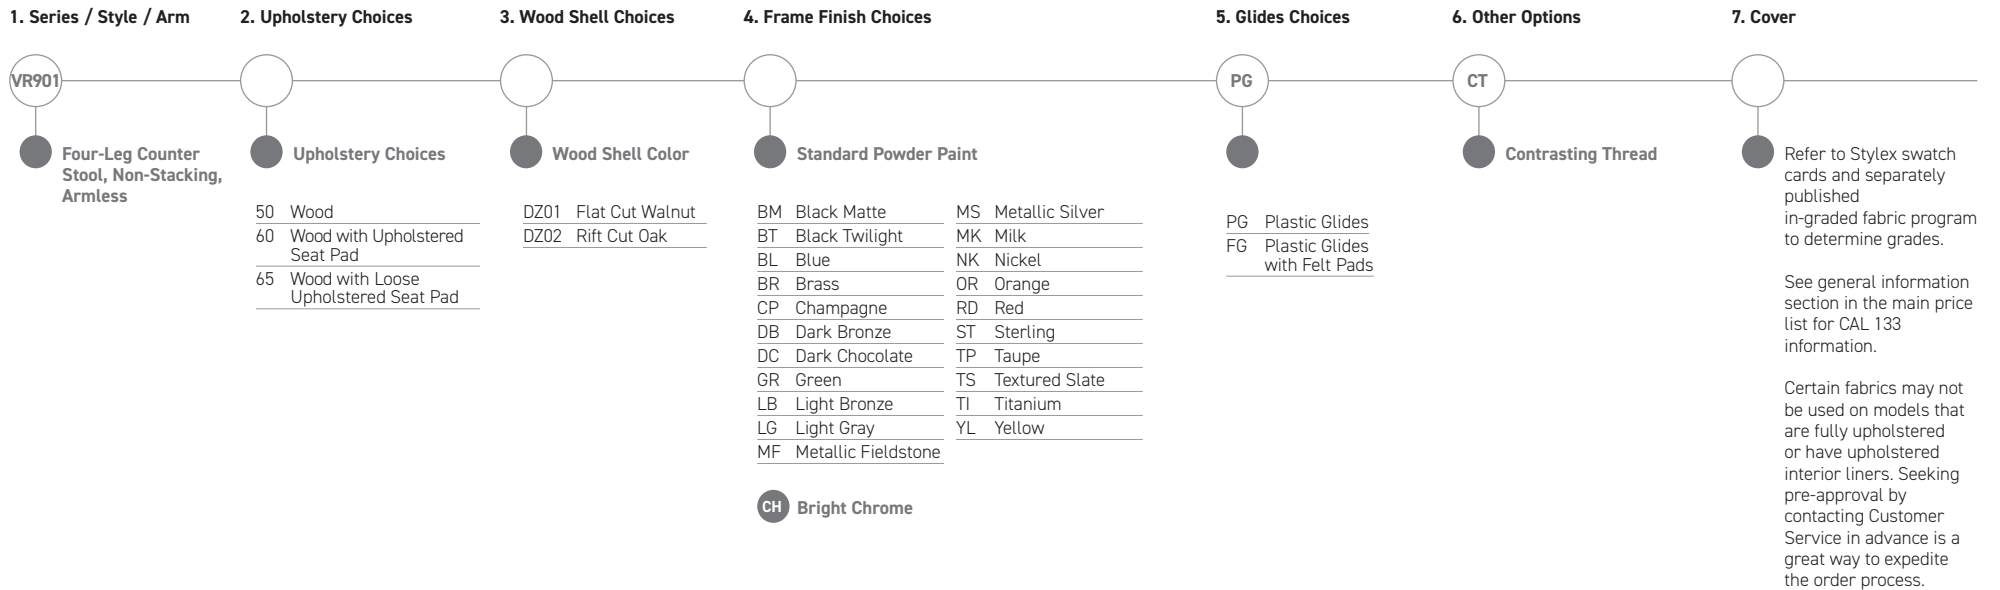 1. Series / Style / Arm
VR901
Four-Leg Counter
Stool, Non-Stacking,
Armless
2. Upholstery Choices
Upholstery Choices
50 Wood
60 Wood with Upholstered
Seat Pad
65 Wood with Loose
Upholstered Seat Pad
3. Wood Shell Choices
Wood Shell Color
DZ01 Flat Cut Walnut
DZ02 Rift Cut Oak
4. Frame Finish Choices
Standard Powder Paint
BM Black Matte
BT Black Twilight
BL Blue
BR Brass
CP Champagne
DB Dark Bronze
DC Dark Chocolate
GR Green
LB Light Bronze
LG Light Gray
MF Metallic Fieldstone
MS Metallic Silver
MK Milk
NK Nickel
OR Orange
RD Red
ST Sterling
TP Taupe
TS Textured Slate
TI Titanium
YL Yellow
CH Bright Chrome
5. Glides Choices
PG
PG Plastic Glides
FG Plastic Glides
with Felt Pads
6. Other Options
CT
Contrasting Thread
7. Cover
Refer to Stylex swatch
cards and separately
published
in-graded fabric program
to determine grades.
See general information
section in the main price
list for CAL 133
information.
Certain fabrics may not
be used on models that
are fully upholstered
or have upholstered
interior liners. Seeking
pre-approval by
contacting Customer
Service in advance is a
great way to expedite
the order process.